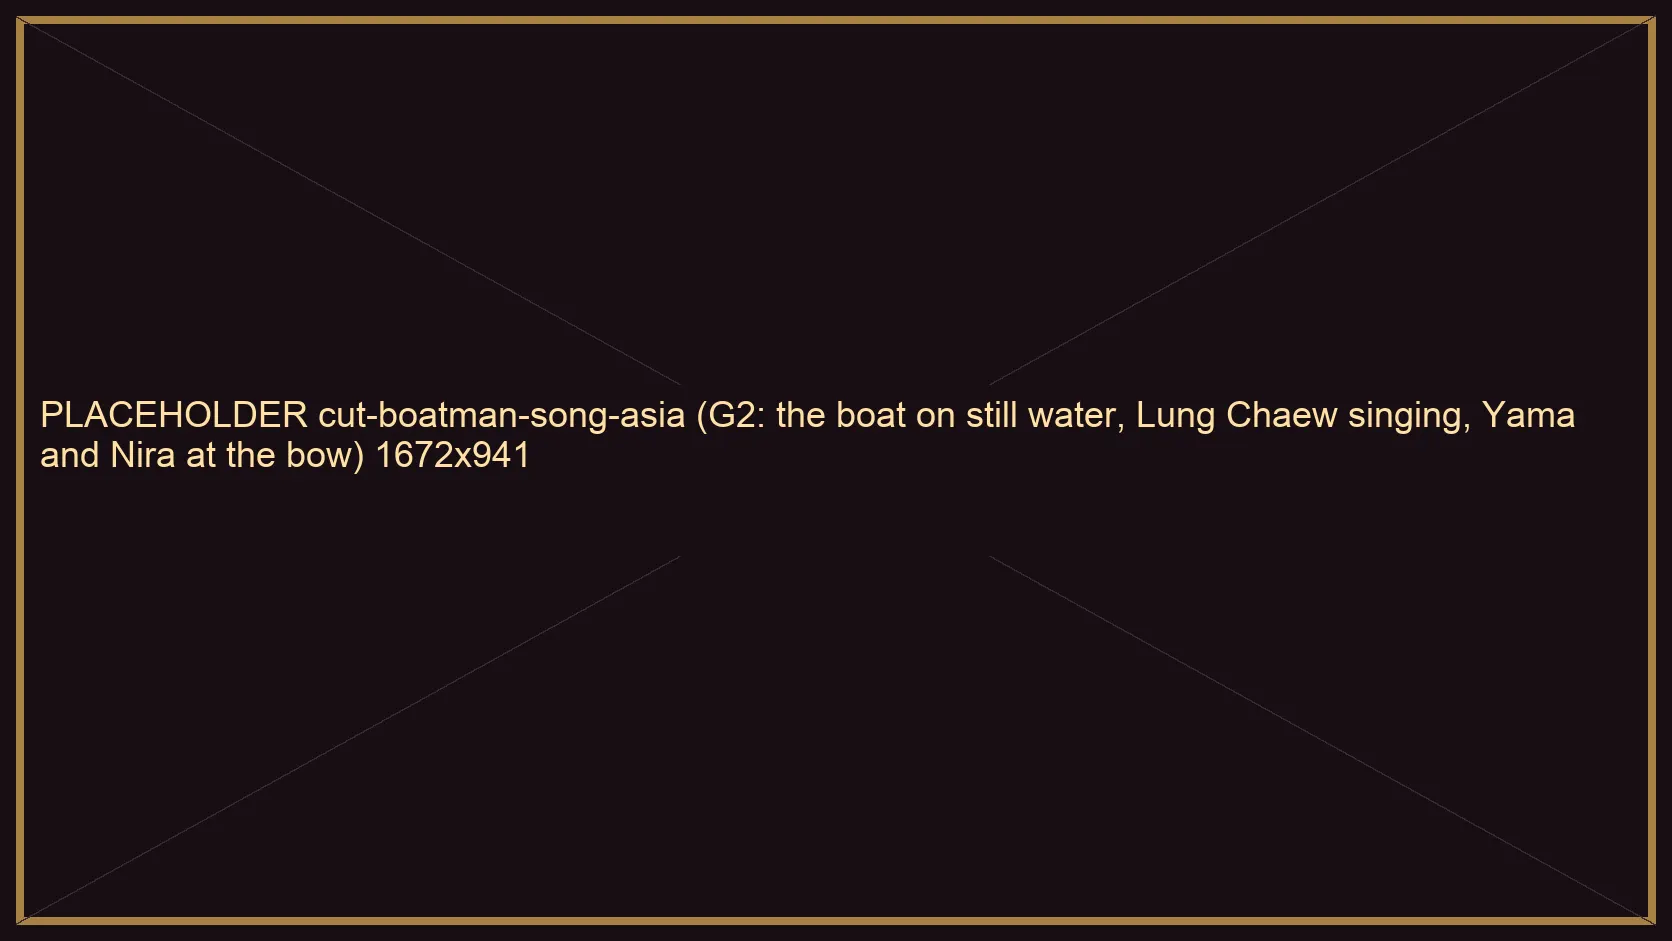 PLACEHOLDER cut-boatman-song-asia (G2: the boat on still water, Lung Chaew singing, Yama
and Nira at the bow) 1672x941